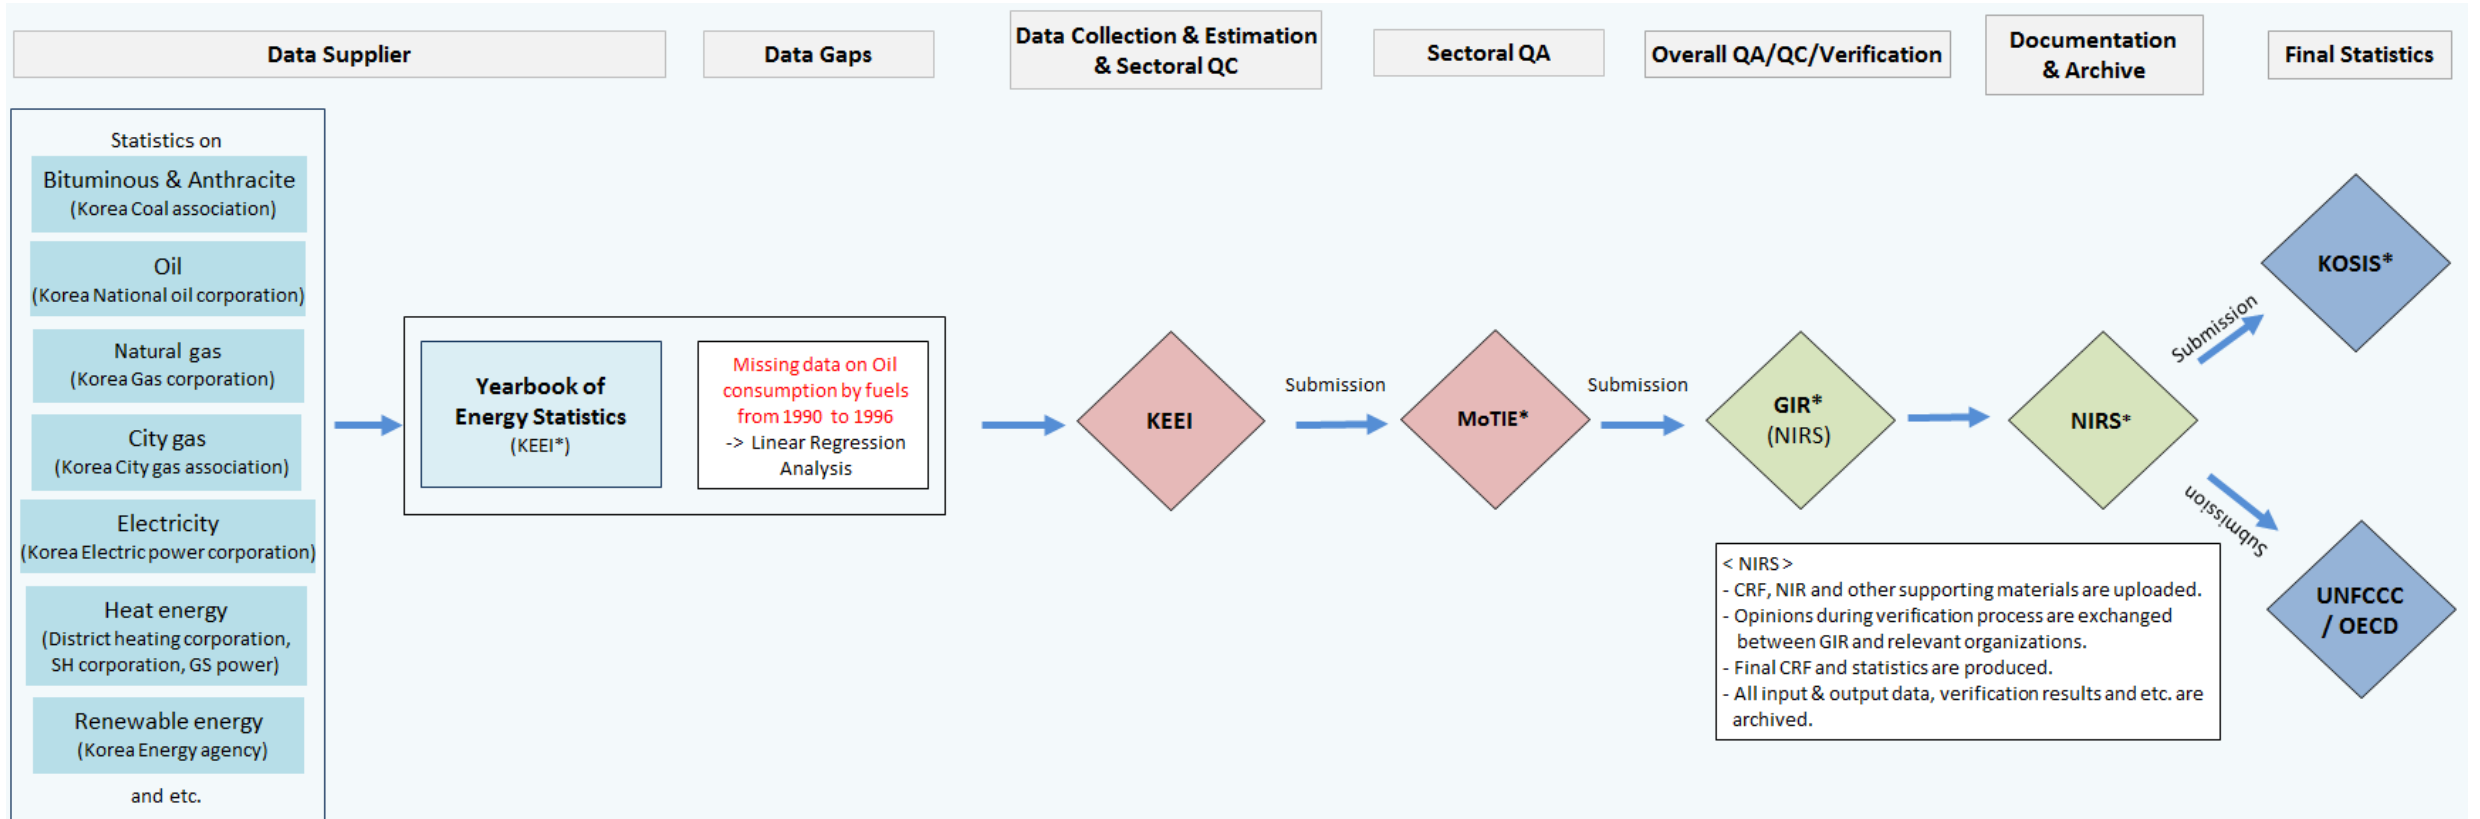 Data Supplier
Data Gaps
Data Collection & Estimation
& Sectoral QC
Sectoral QA
Overall QA/QC/Verification
Documentation
& Archive
Final Statistics
Statistics on
Bituminous & Anthracite
(Korea Coal association)
Oil
(Korea National oil corporation)
Natural gas
(Korea Gas corporation)
City gas
(Korea City gas association)
Electricity
(Korea Electric power corporation)
Heat energy
(District heating corporation,
SH corporation, GS power)
Renewable energy
(Korea Energy agency)
and etc.
Yearbook of
Energy Statistics
(KEEI*)
Missing data on Oil
consumption by fuels
from 1990 to 1996
-> Linear Regression
Analysis
KEEI
Submission
MoTIE*
Submission
GIR*
(NIRS)
NIRS*
Submission
KOSIS*
Submission
UNFCCC
/ OECD
< NIRS >
- CRF, NIR and other supporting materials are uploaded.
- Opinions during verification process are exchanged
between GIR and relevant organizations.
- Final CRF and statistics are produced.
- All input & output data, verification results and etc. are
archived.